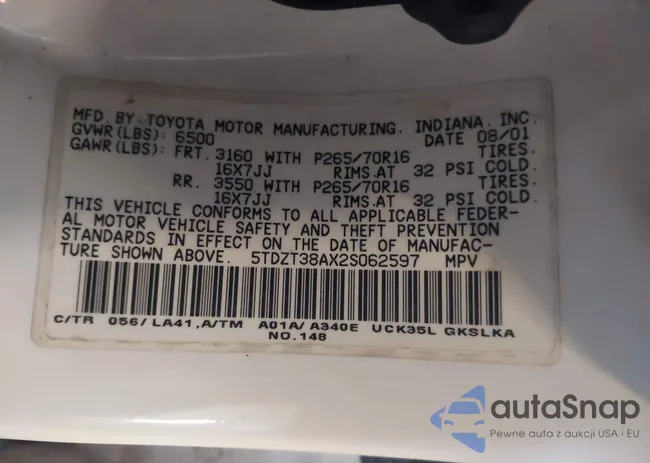 MFD. BY: TOYOTA MOTOR MANUFACTURING, INDIANA, INC.
GVWR(LBS): 6500 DATE 08/01
GAWR(LBS): FRT. 3160 WITH P265/70R16 TIRES.
16X7JJ RIMS.AT 32 PSI COLD.
RR. 3550 WITH P265/70R16 TIRES.
16X7JJ RIMS.AT 32 PSI COLD.
THIS VEHICLE CONFORMS TO ALL APPLICABLE FEDER-
AL MOTOR VEHICLE SAFETY AND THEFT PREVENTION
STANDARDS IN EFFECT ON THE DATE OF MANUFAC-
TURE SHOWN ABOVE. 5TDZT38AX2S062597 MPV
C/TR 056/ LA41,A/TM A01A/ A340E UCK35L GKSLKA
NO.148
autaSnap
Pewne auta z aukcji USA i EU